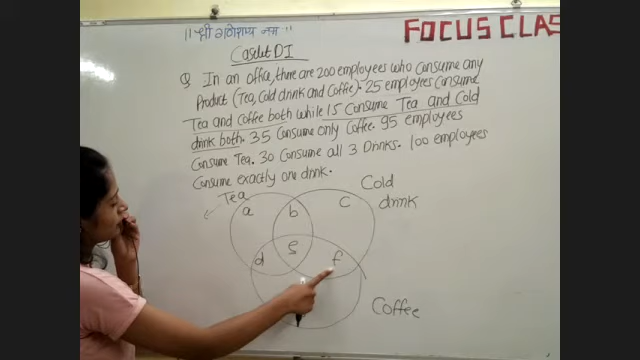 || श्री गणेशाय नमः ||
FOCUS CLAS
Caselet DI
Q In an office, there are 200 employees who consume any
Product (Tea, Cold drink and Coffie). 25 employees consume
Tea and coffee both while 15 consume Tea and Cold
drink both. 35 consume only Coffee. 95 employees
consume Tea. 30 consume all 3 Drinks. 100 employees
consume exactly one drink.
Tea
Cold
drink
a
b
c
d
f
Coffee